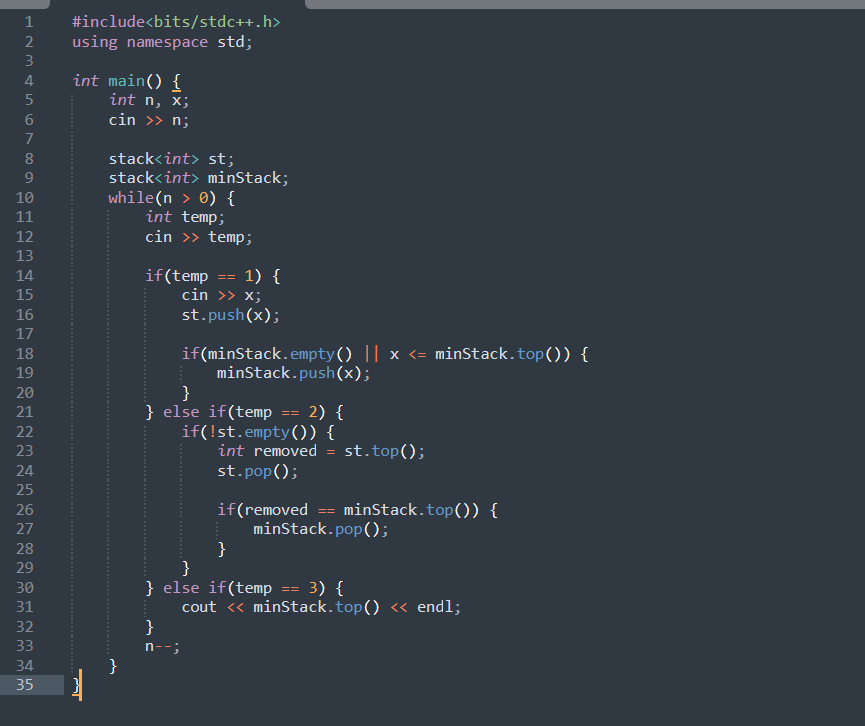 1 #include<bits/stdc++.h>
2 using namespace std;
3
4 int main() {
5     int n, x;
6     cin >> n;
7
8     stack<int> st;
9     stack<int> minStack;
10     while(n > 0) {
11         int temp;
12         cin >> temp;
13
14         if(temp == 1) {
15             cin >> x;
16             st.push(x);
17
18             if(minStack.empty() || x <= minStack.top()) {
19                 minStack.push(x);
20             }
21         } else if(temp == 2) {
22             if(!st.empty()) {
23                 int removed = st.top();
24                 st.pop();
25
26                 if(removed == minStack.top()) {
27                     minStack.pop();
28                 }
29             }
30         } else if(temp == 3) {
31             cout << minStack.top() << endl;
32         }
33         n--;
34     }
35 }